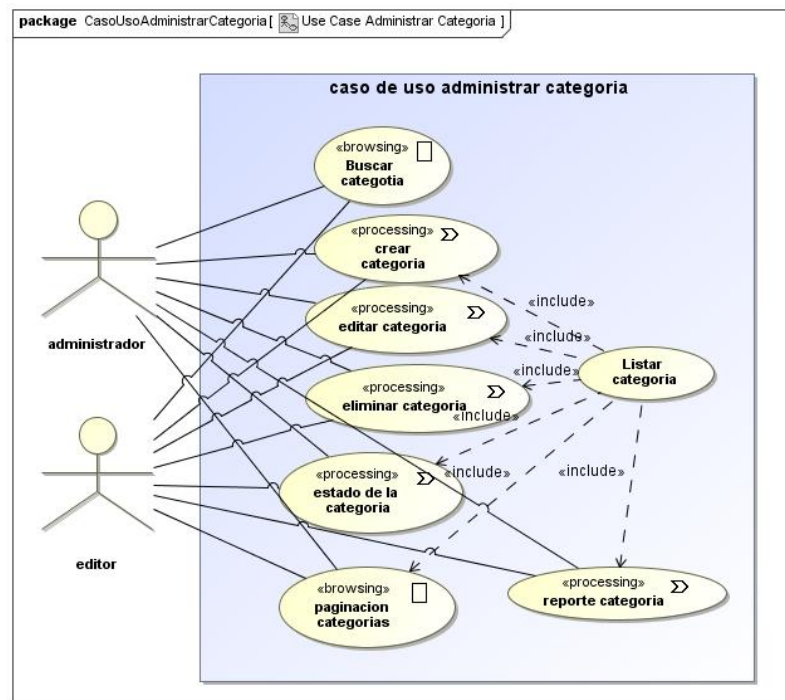 package CasoUsoAdministrarCategoria[ Use Case Administrar Categoria ]
caso de uso administrar categoria
«browsing»
Buscar
categotia
«processing»
crear
categoria
«include»
«processing»
editar categoria
«include»
administrador
Listar
categoria
«include»
«processing»
eliminar categoria
«include»
«processing»
estado de la
categoria
«include»
«include»
editor
«browsing»
paginacion
categorias
«processing»
reporte categoria